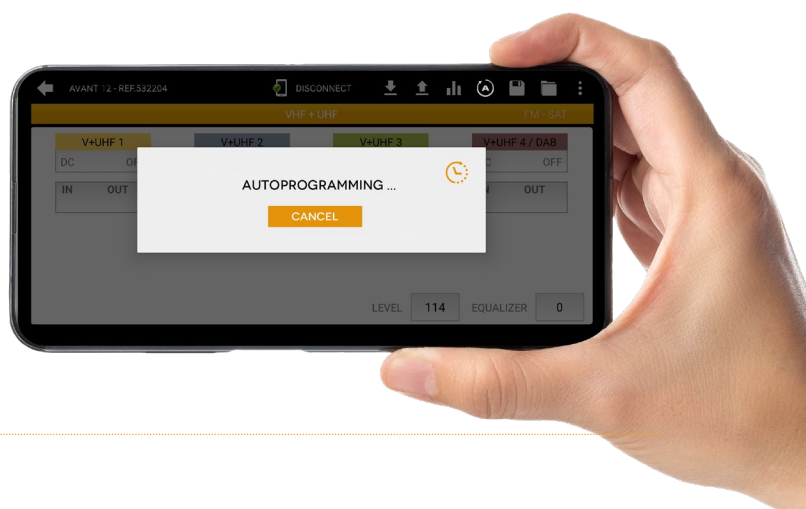 AVANT 12 - REF.532204 DISCONNECT
VHF + UHF FM - SAT
V+UHF 1 V+UHF 2 V+UHF 3 V+UHF 4 / DAB
DC OFF
IN OUT OUT
AUTOPROGRAMMING ...
CANCEL
LEVEL 114 EQUALIZER 0